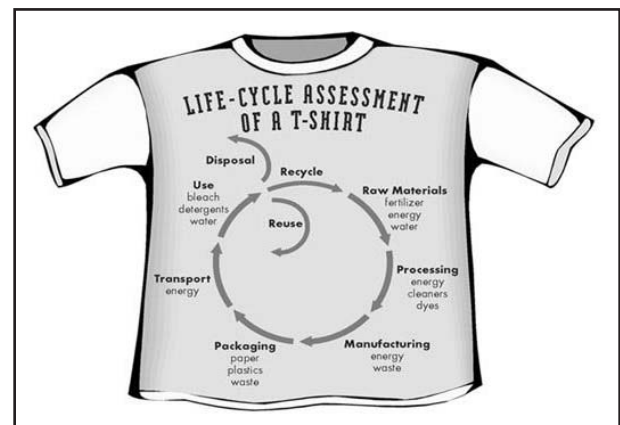 LIFE-CYCLE ASSESSMENT
OF A T-SHIRT
Disposal
Recycle
Use
bleach
detergents
water
Reuse
Raw Materials
fertilizer
energy
water
Processing
energy
cleaners
dyes
Transport
energy
Manufacturing
energy
waste
Packaging
paper
plastics
waste